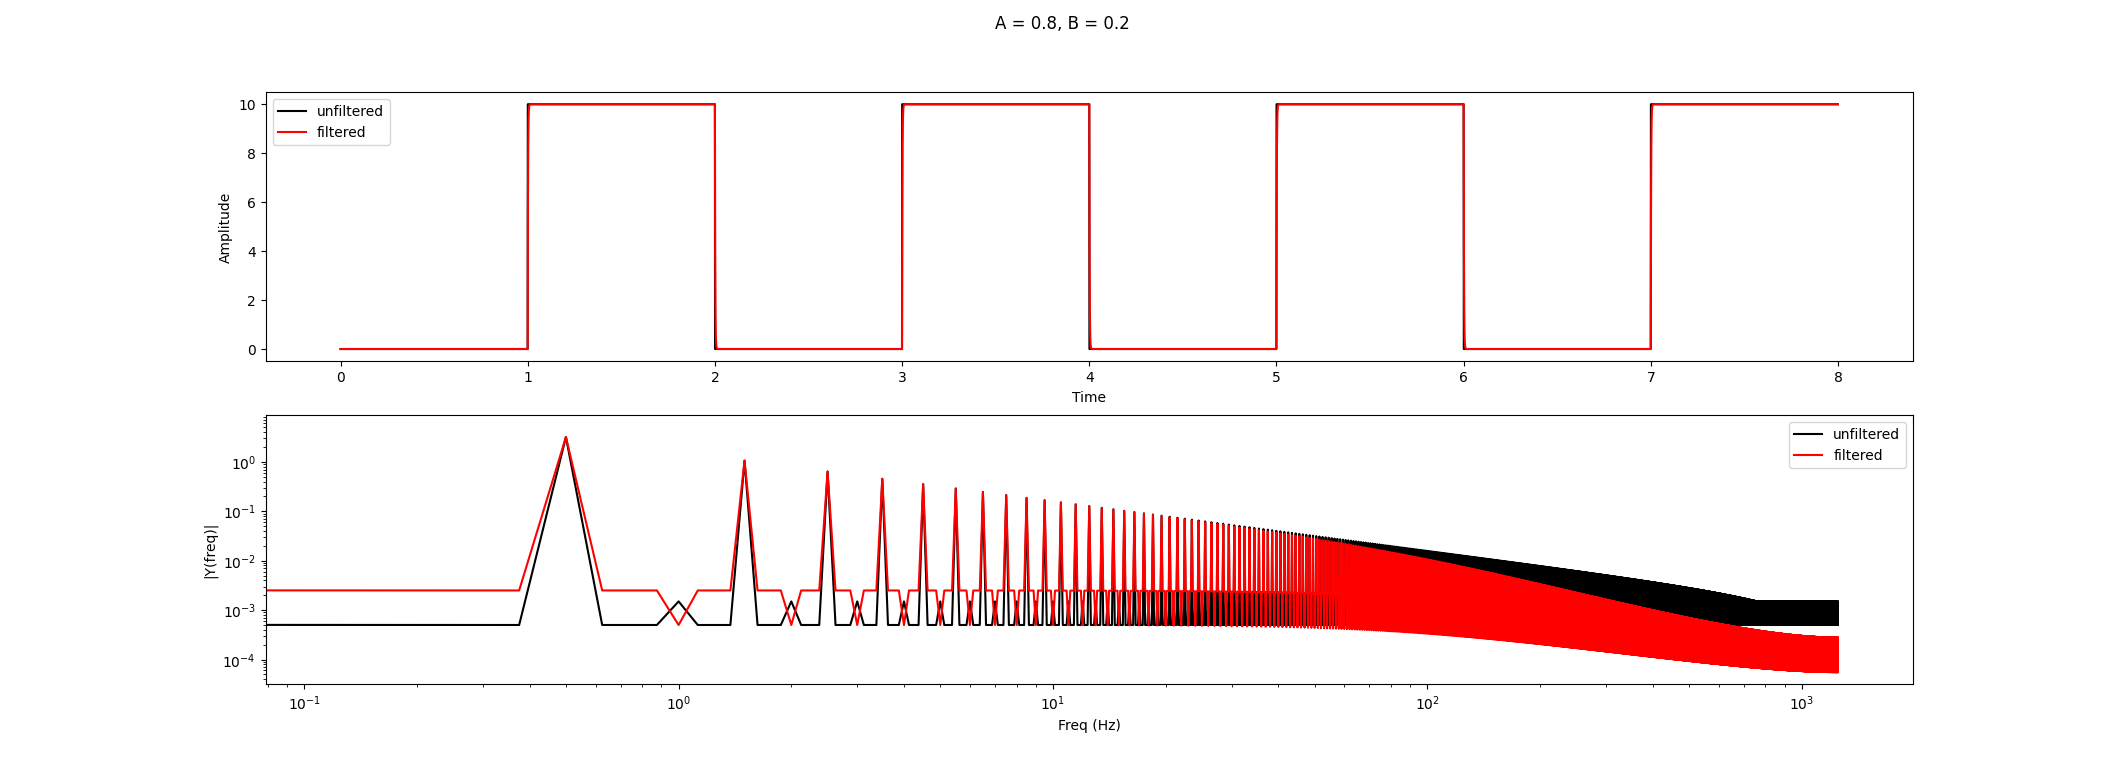 A = 0.8, B = 0.2
unfiltered
filtered
10
8
6
4
2
0
Amplitude
0 1 2 3 4 5 6 7 8
Time
unfiltered
filtered
10⁰
10⁻¹
10⁻²
10⁻³
10⁻⁴
|Y(freq)|
10⁻¹ 10⁰ 10¹ 10² 10³
Freq (Hz)